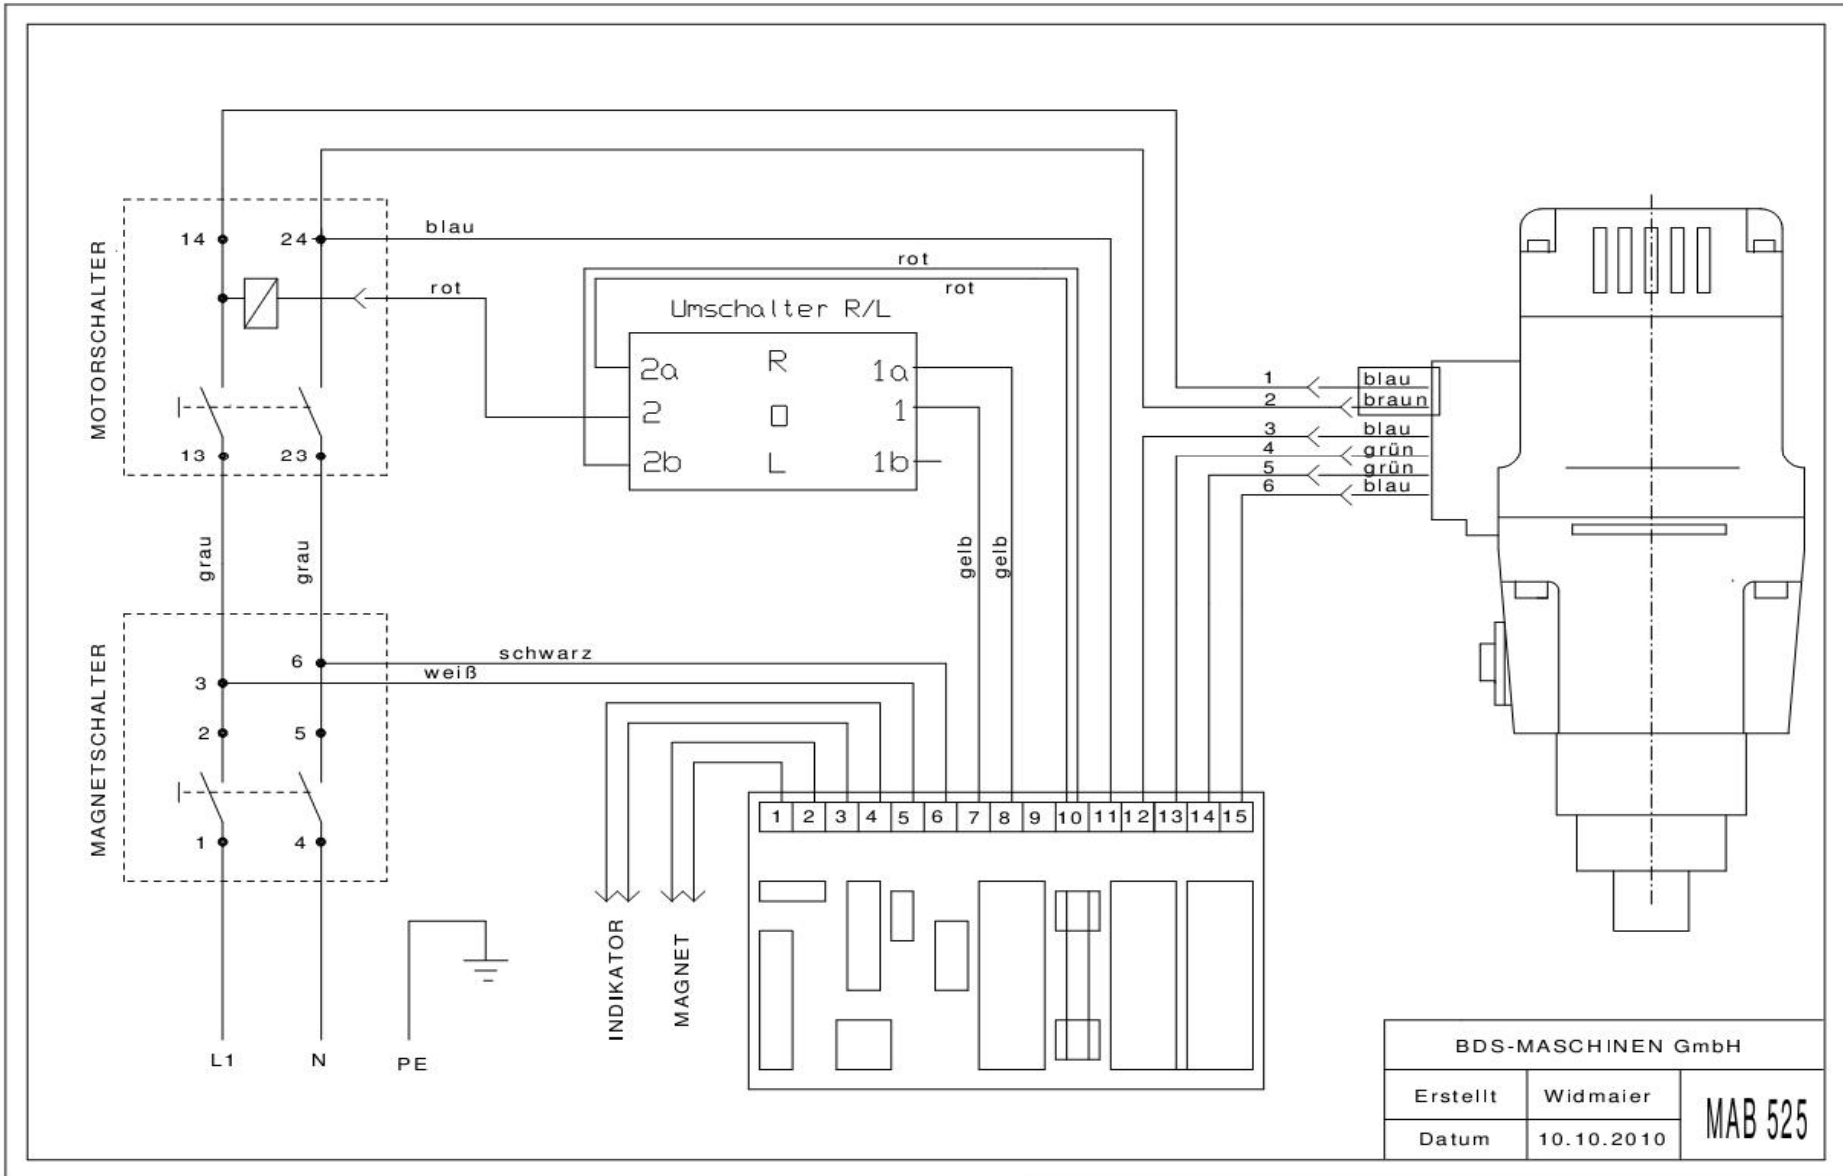 14
24
blau
rot
rot
rot
MOTORSCHALTER
Umschalter R/L
2a R 1a
2 0 1
2b L 1b
13
23
1 blau
2 braun
3 blau
4 grün
5 grün
6 blau
grau
grau
gelb
gelb
MAGNETSCHALTER
6
schwarz
3
weiß
2
5
1
4
1 2 3 4 5 6 7 8 9 10 11 12 13 14 15
INDIKATOR
MAGNET
L1
N
PE
BDS-MASCHINEN GmbH
Erstellt Widmaier
MAB 525
Datum 10.10.2010